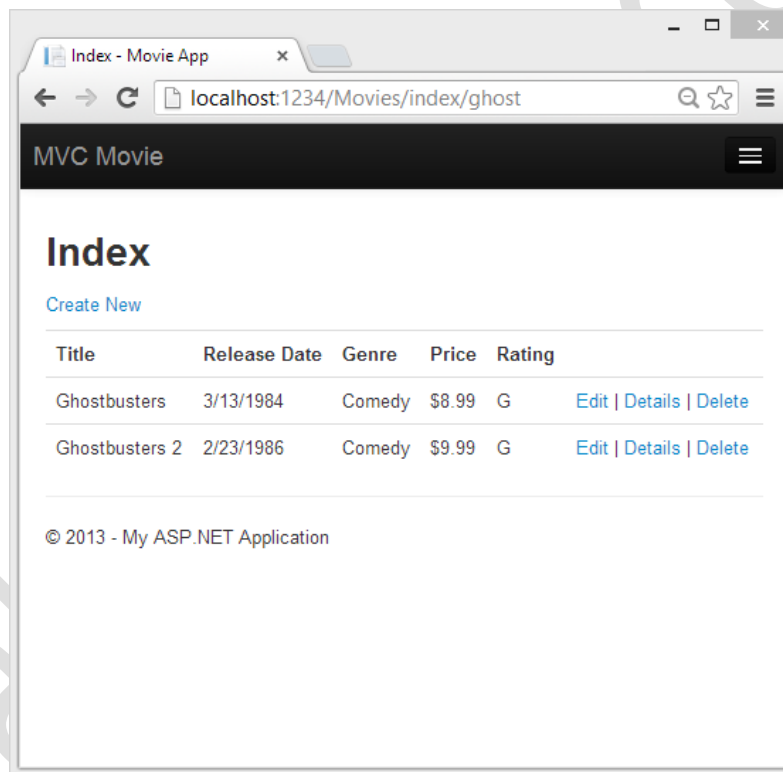 Index - Movie App
localhost:1234/Movies/index/ghost
MVC Movie
Index
Create New
Title Release Date Genre Price Rating
Ghostbusters 3/13/1984 Comedy $8.99 G Edit | Details | Delete
Ghostbusters 2 2/23/1986 Comedy $9.99 G Edit | Details | Delete
© 2013 - My ASP.NET Application